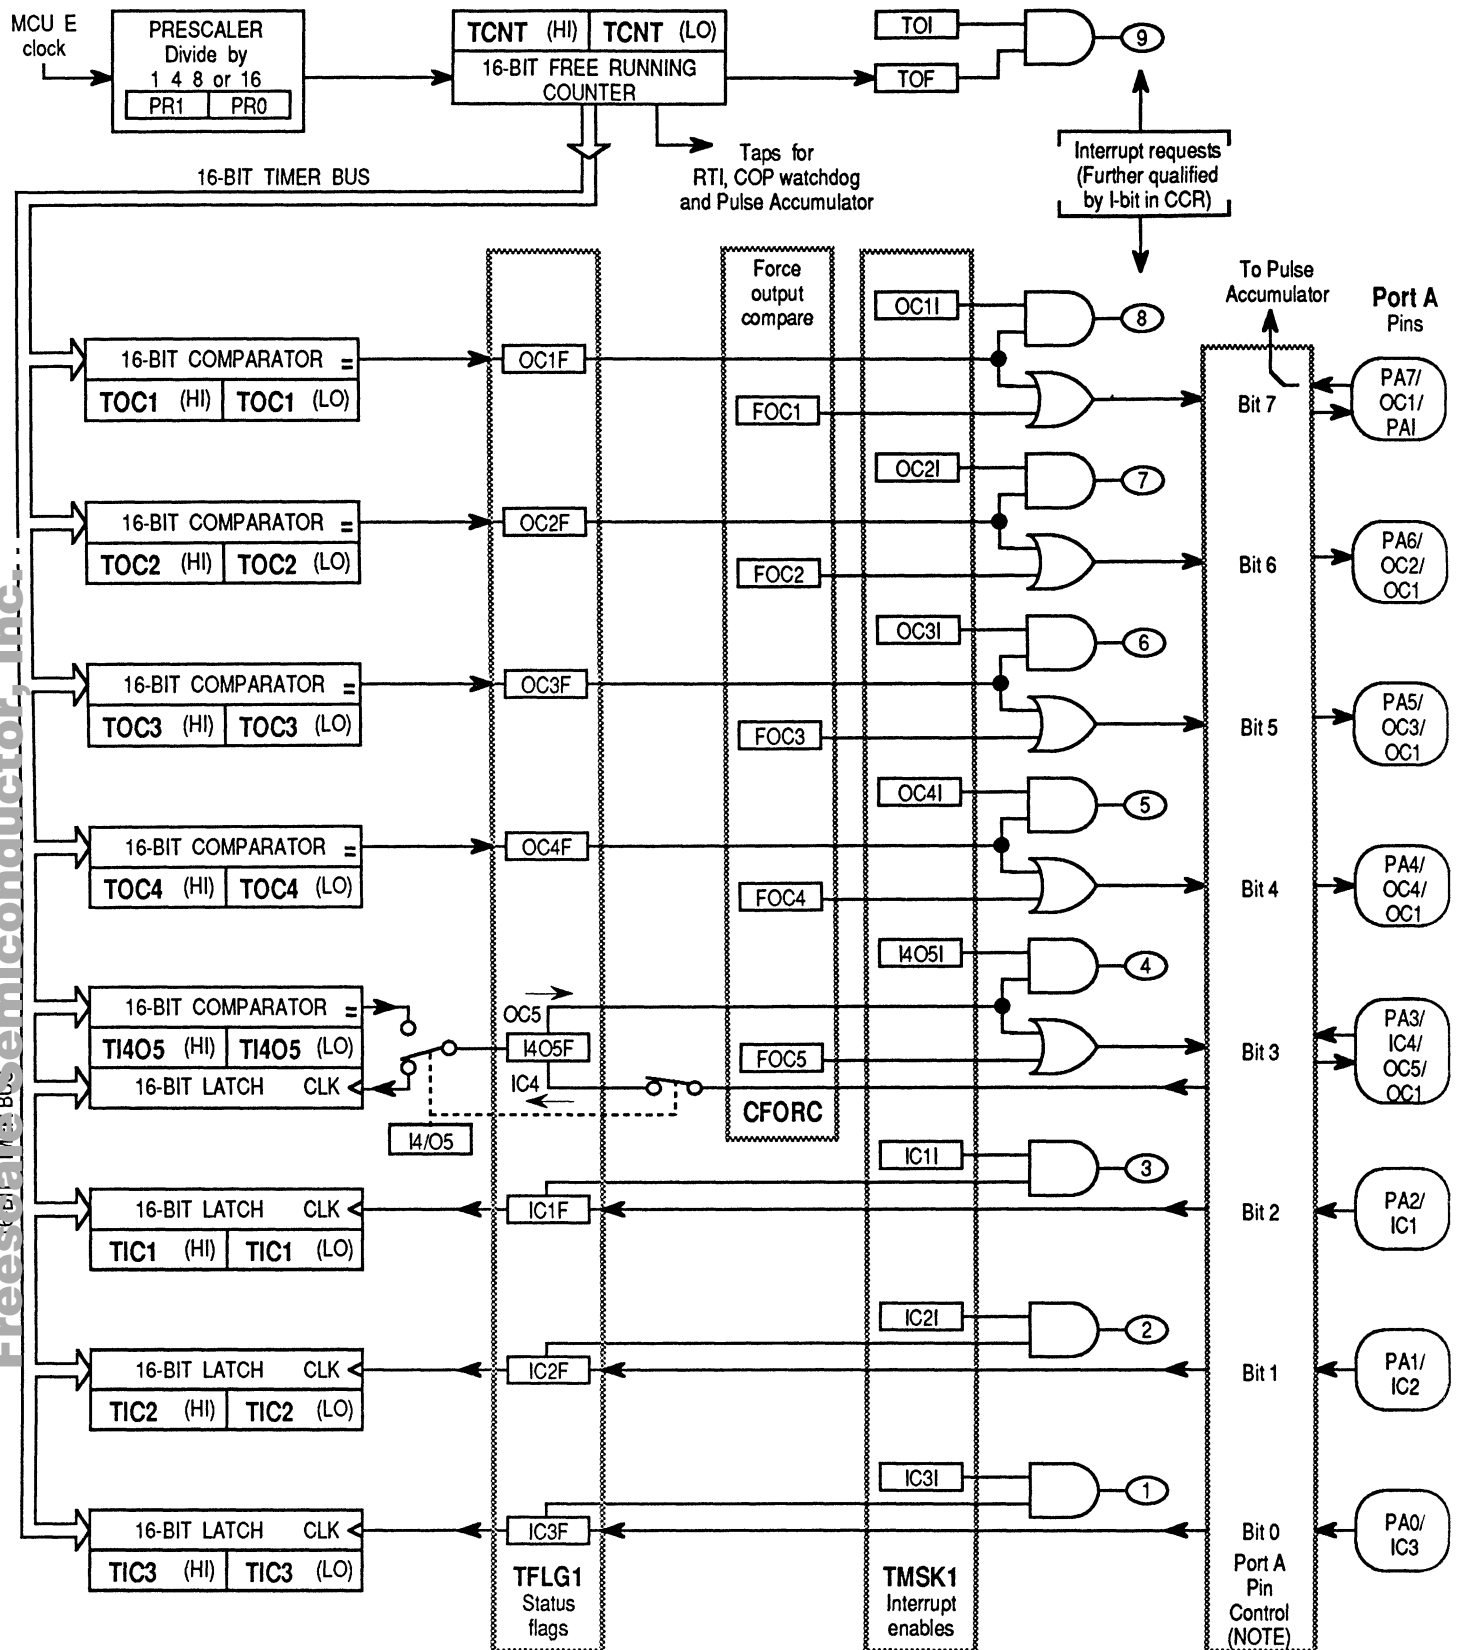 MCU E
clock
PRESCALER
Divide by
1 4 8 or 16
PR1 PR0
TCNT (HI) TCNT (LO)
16-BIT FREE RUNNING
COUNTER
TOI
TOF
9
Taps for
RTI, COP watchdog
and Pulse Accumulator
Interrupt requests
(Further qualified
by I-bit in CCR)
16-BIT TIMER BUS
Force
output
compare
To Pulse
Accumulator
Port A
Pins
OC1I
8
16-BIT COMPARATOR =
TOC1 (HI) TOC1 (LO)
OC1F
FOC1
Bit 7
PA7/
OC1/
PAI
OC2I
7
16-BIT COMPARATOR =
TOC2 (HI) TOC2 (LO)
OC2F
FOC2
Bit 6
PA6/
OC2/
OC1
OC3I
6
16-BIT COMPARATOR =
TOC3 (HI) TOC3 (LO)
OC3F
FOC3
Bit 5
PA5/
OC3/
OC1
OC4I
5
16-BIT COMPARATOR =
TOC4 (HI) TOC4 (LO)
OC4F
FOC4
Bit 4
PA4/
OC4/
OC1
I4O5I
4
16-BIT COMPARATOR =
TI4O5 (HI) TI4O5 (LO)
16-BIT LATCH CLK
OC5
I4O5F
IC4
I4/O5
FOC5
CFORC
Bit 3
PA3/
IC4/
OC5/
OC1
IC1I
3
16-BIT LATCH CLK
TIC1 (HI) TIC1 (LO)
IC1F
Bit 2
PA2/
IC1
IC2I
2
16-BIT LATCH CLK
TIC2 (HI) TIC2 (LO)
IC2F
Bit 1
PA1/
IC2
IC3I
1
16-BIT LATCH CLK
TIC3 (HI) TIC3 (LO)
IC3F
Bit 0
PA0/
IC3
TFLG1
Status
flags
TMSK1
Interrupt
enables
Port A
Pin
Control
(NOTE)
Freescale Semiconductor, Inc.